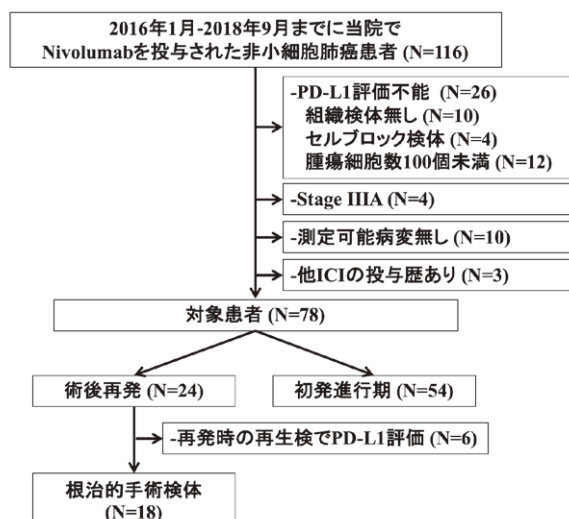 2016年1月-2018年9月までに当院で
Nivolumabを投与された非小細胞肺癌患者 (N=116)
-PD-L1評価不能 (N=26)
組織検体無し (N=10)
セルブロック検体 (N=4)
腫瘍細胞数100個未満 (N=12)
-Stage IIIA (N=4)
-測定可能病変無し (N=10)
-他ICIの投与歴あり (N=3)
対象患者 (N=78)
術後再発 (N=24)
初発進行期 (N=54)
-再発時の再生検でPD-L1評価 (N=6)
根治的手術検体
(N=18)